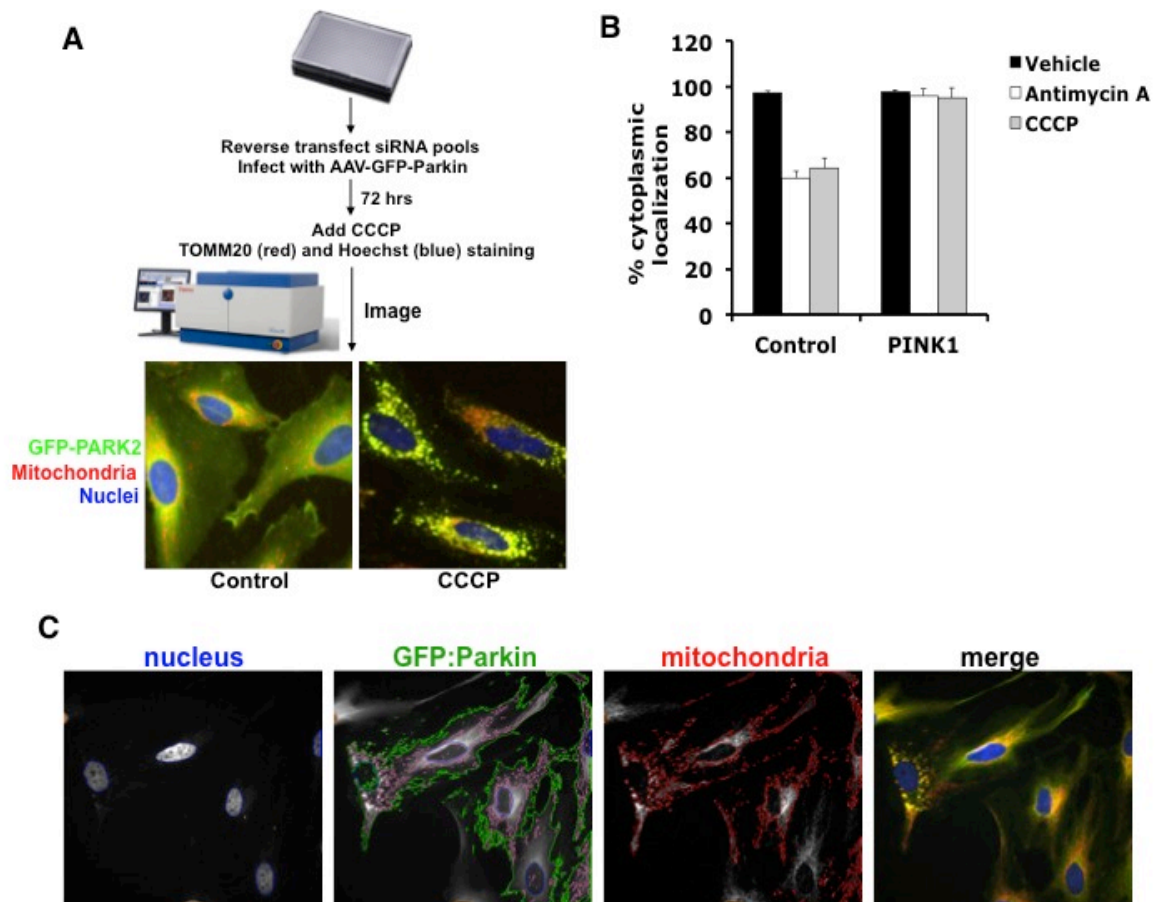 A
Reverse transfect siRNA pools
Infect with AAV-GFP-Parkin
72 hrs
Add CCCP
TOMM20 (red) and Hoechst (blue) staining
Image
GFP-PARK2
Mitochondria
Nuclei
Control
CCCP
B
% cytoplasmic
localization
120
100
80
60
40
20
0
Control
PINK1
Vehicle
Antimycin A
CCCP
C
nucleus
GFP:Parkin
mitochondria
merge